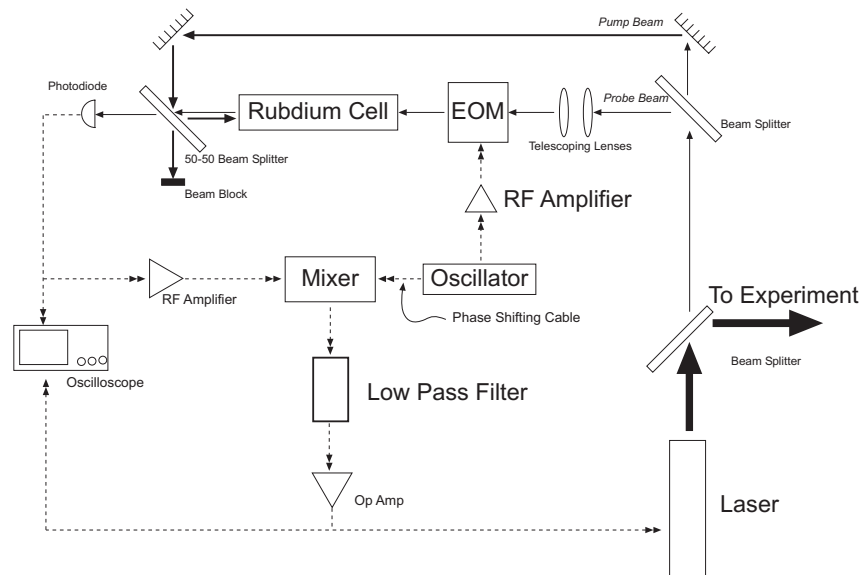 Pump Beam
Photodiode
Rubdium Cell
EOM
Probe Beam
Beam Splitter
Telescoping Lenses
50-50 Beam Splitter
Beam Block
RF Amplifier
Mixer
Oscillator
RF Amplifier
To Experiment
Phase Shifting Cable
Beam Splitter
Oscilloscope
Low Pass Filter
Op Amp
Laser